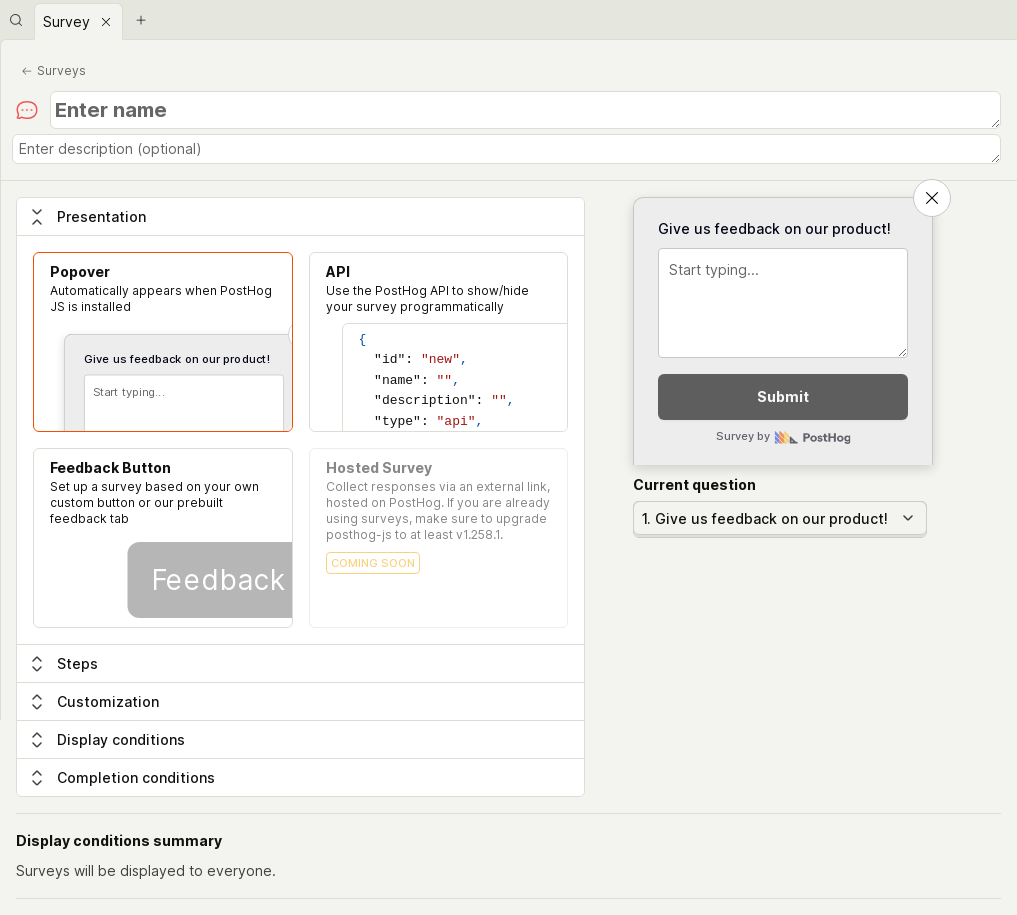 Survey
← Surveys
Enter name
Enter description (optional)
Presentation
Popover
Automatically appears when PostHog
JS is installed
Give us feedback on our product!
Start typing...
API
Use the PostHog API to show/hide
your survey programmatically
{
"id": "new",
"name": "",
"description": "",
"type": "api",
Feedback Button
Set up a survey based on your own
custom button or our prebuilt
feedback tab
Feedback
Hosted Survey
Collect responses via an external link,
hosted on PostHog. If you are already
using surveys, make sure to upgrade
posthog-js to at least v1.258.1.
COMING SOON
Steps
Customization
Display conditions
Completion conditions
Give us feedback on our product!
Start typing...
Submit
Survey by PostHog
Current question
1. Give us feedback on our product!
Display conditions summary
Surveys will be displayed to everyone.